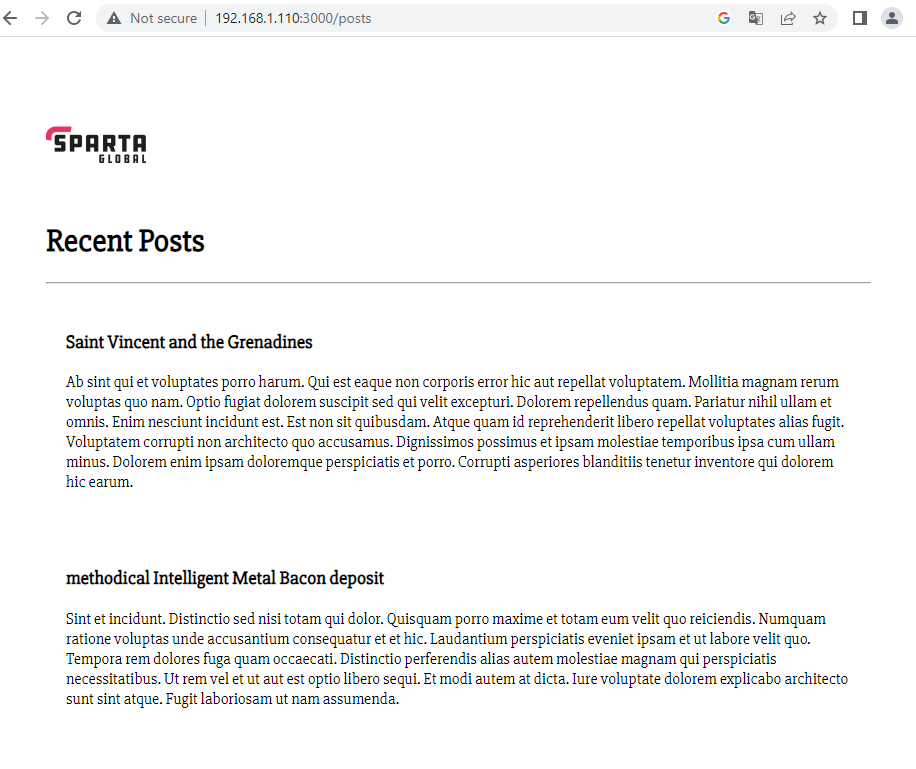 Not secure 192.168.1.110:3000/posts
SPARTA
GLOBAL
Recent Posts
Saint Vincent and the Grenadines
Ab sint qui et voluptates porro harum. Qui est eaque non corporis error hic aut repellat voluptatem. Mollitia magnam rerum
voluptas quo nam. Optio fugiat dolorem suscipit sed qui velit excepturi. Dolorem repellendus quam. Pariatur nihil ullam et
omnis. Enim nesciunt incidunt est. Est non sit quibusdam. Atque quam id reprehenderit libero repellat voluptates alias fugit.
Voluptatem corrupti non architecto quo accusamus. Dignissimos possimus et ipsam molestiae temporibus ipsa cum ullam
minus. Dolorem enim ipsam doloremque perspiciatis et porro. Corrupti asperiores blanditiis tenetur inventore qui dolorem
hic earum.
methodical Intelligent Metal Bacon deposit
Sint et incidunt. Distinctio sed nisi totam qui dolor. Quisquam porro maxime et totam eum velit quo reiciendis. Numquam
ratione voluptas unde accusantium consequatur et et hic. Laudantium perspiciatis eveniet ipsam et ut labore velit quo.
Tempora rem dolores fuga quam occaecati. Distinctio perferendis alias autem molestiae magnam qui perspiciatis
necessitatibus. Ut rem vel et ut aut est optio libero sequi. Et modi autem at dicta. Iure voluptate dolorem explicabo architecto
sunt sint atque. Fugit laboriosam ut nam assumenda.